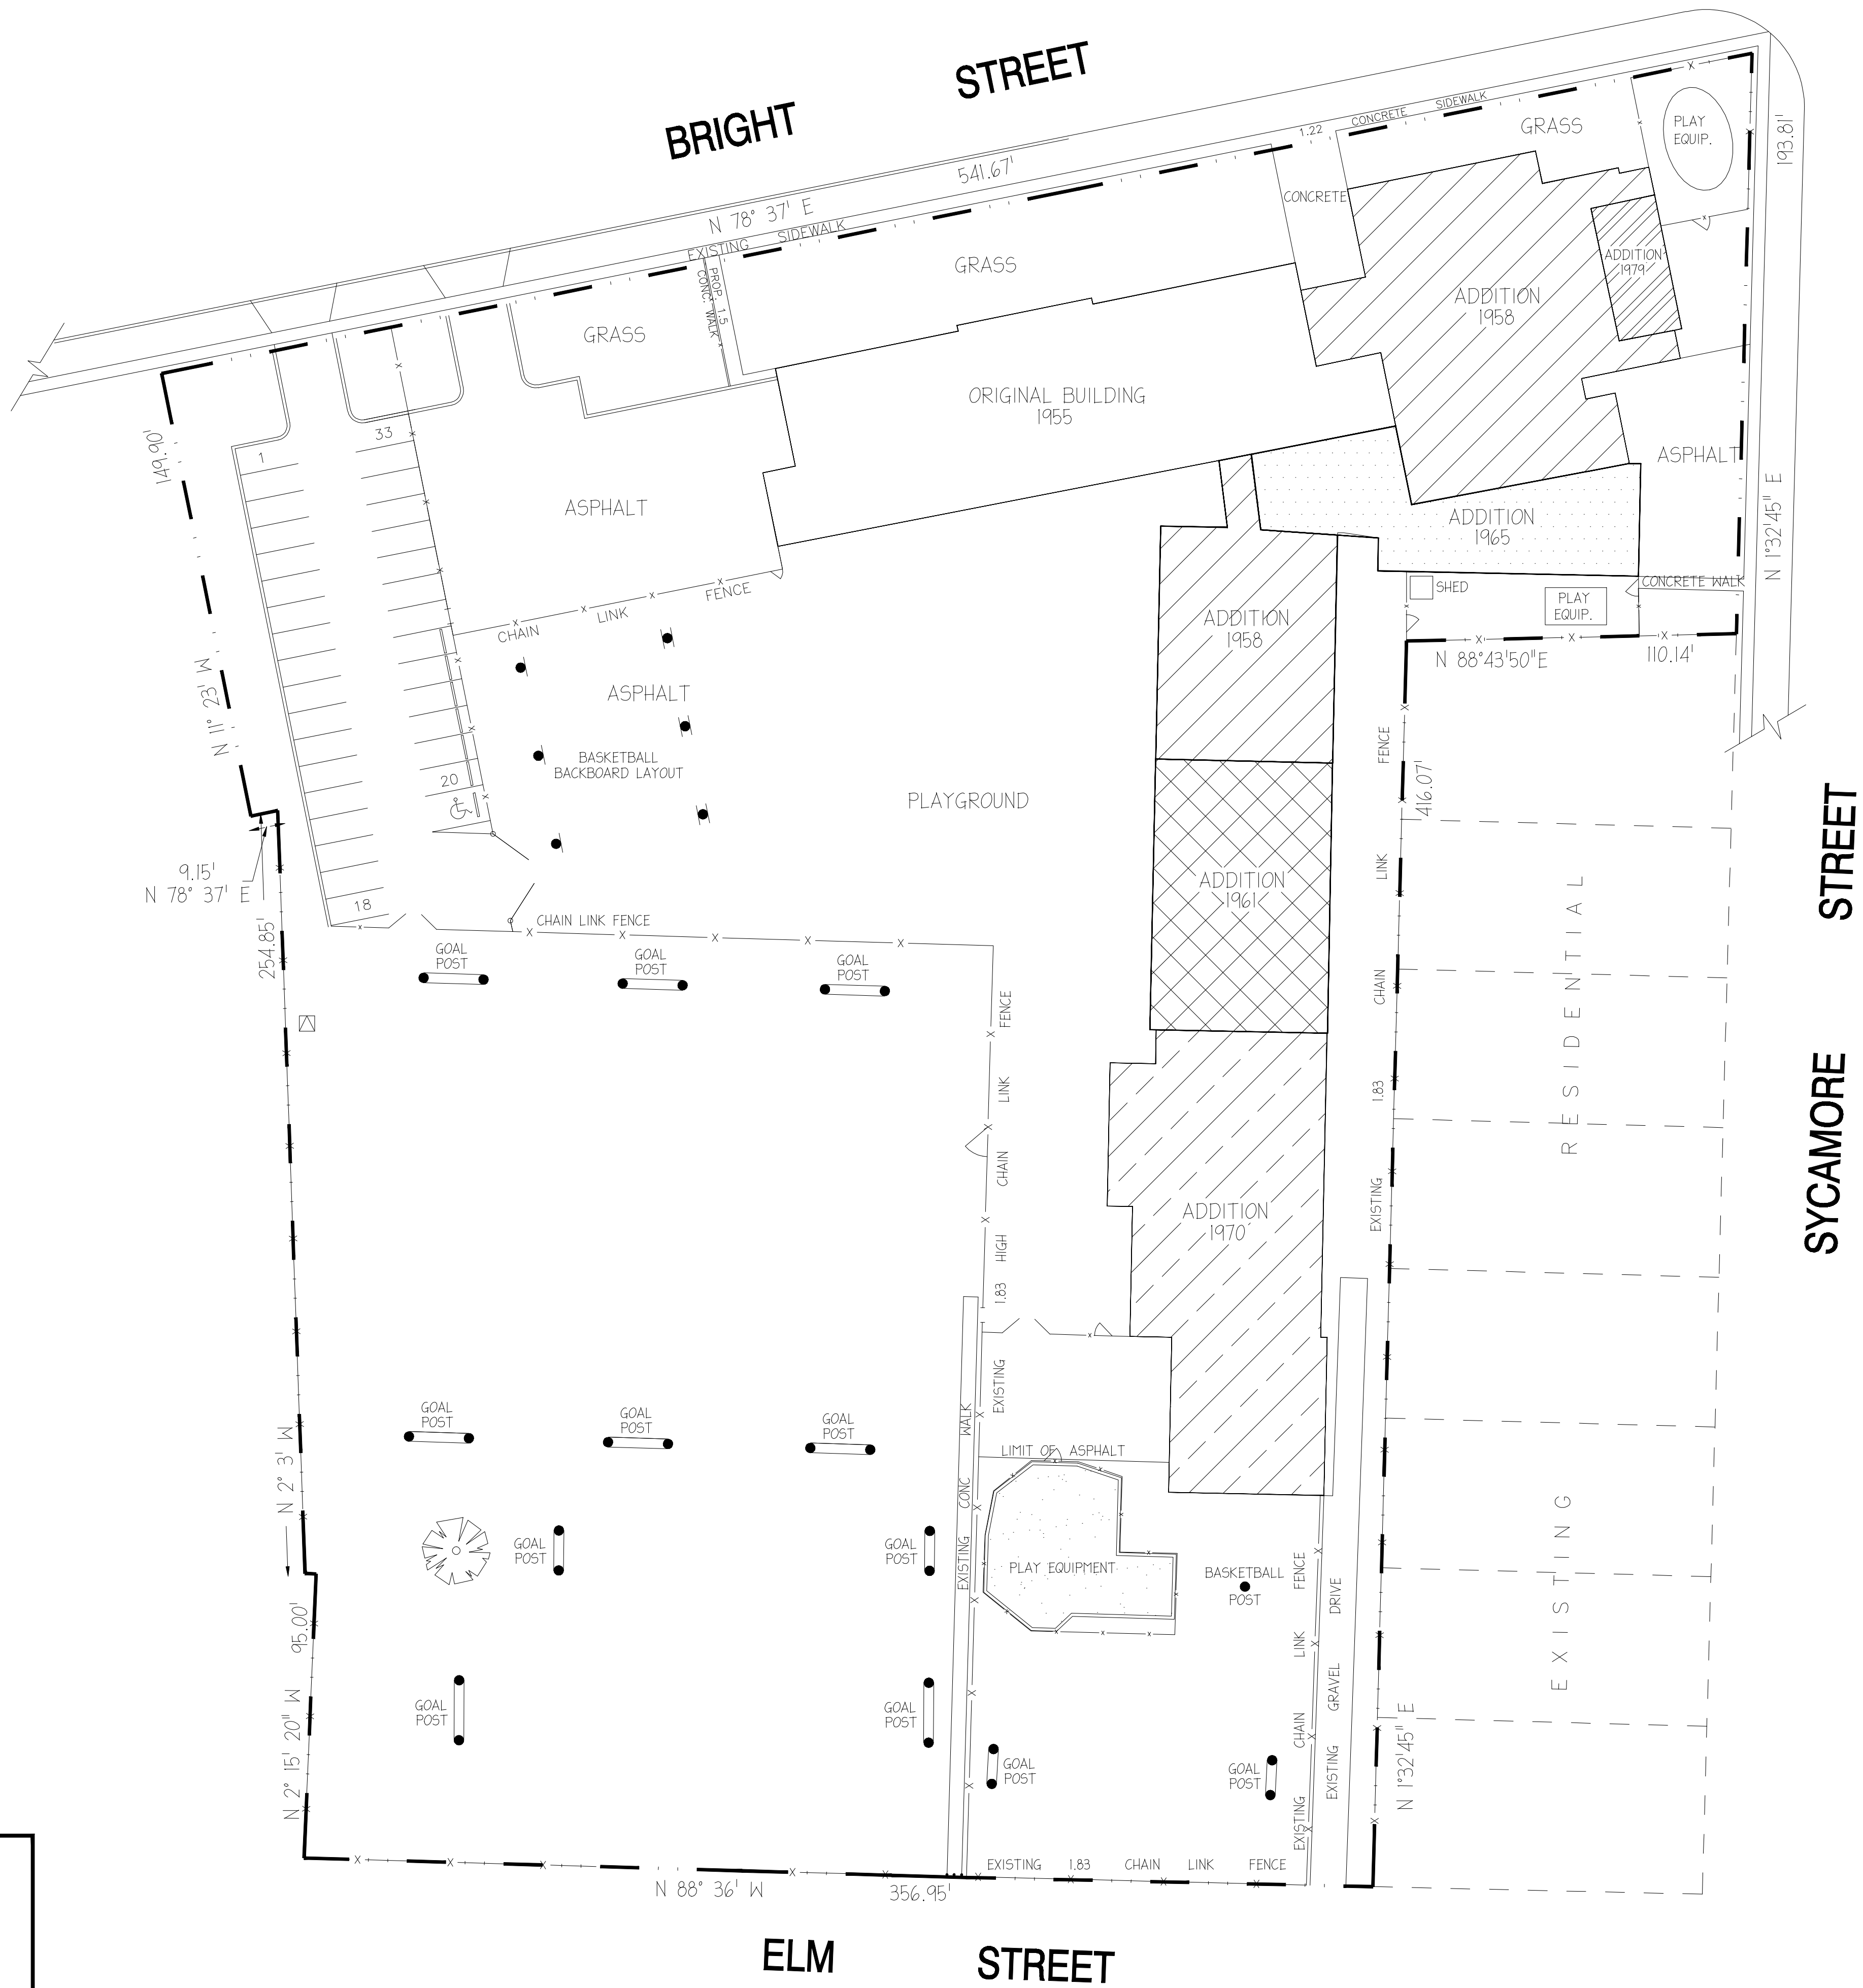 BRIGHT STREET
541.67'
N 78° 37' E
EXISTING SIDEWALK
1.22 CONCRETE SIDEWALK
GRASS
PLAY
EQUIP.
193.81'
CONCRETE
GRASS
ADDITION
1979
ADDITION
1958
PROP. 1.5
CONC. WALK
GRASS
ORIGINAL BUILDING
1955
149.90'
33
1
ASPHALT
ASPHALT
N 1°32'45" E
ADDITION
1965
CHAIN LINK FENCE
SHED
CONCRETE WALK
PLAY
EQUIP.
ADDITION
1958
N 88°43'50"E 110.14'
N 11° 23' W
ASPHALT
BASKETBALL
BACKBOARD LAYOUT
20
PLAYGROUND
416.07'
STREET
SYCAMORE
9.15'
N 78° 37' E
18
254.85'
CHAIN LINK FENCE
ADDITION
1961
GOAL
POST
GOAL
POST
GOAL
POST
EXISTING 1.83 CHAIN LINK FENCE
EXISTING RESIDENTIAL
EXISTING 1.83 HIGH CHAIN LINK FENCE
ADDITION
1970
GOAL
POST
GOAL
POST
GOAL
POST
N 2° 3' W
EXISTING CONC WALK
LIMIT OF ASPHALT
GOAL
POST
GOAL
POST
PLAY EQUIPMENT
BASKETBALL
POST
95.00'
N 2° 15' 20" W
GOAL
POST
GOAL
POST
GOAL
POST
GOAL
POST
EXISTING CHAIN LINK FENCE
EXISTING GRAVEL DRIVE
N 1°32'45" E
EXISTING 1.83 CHAIN LINK FENCE
N 88° 36' W
356.95'
ELM STREET